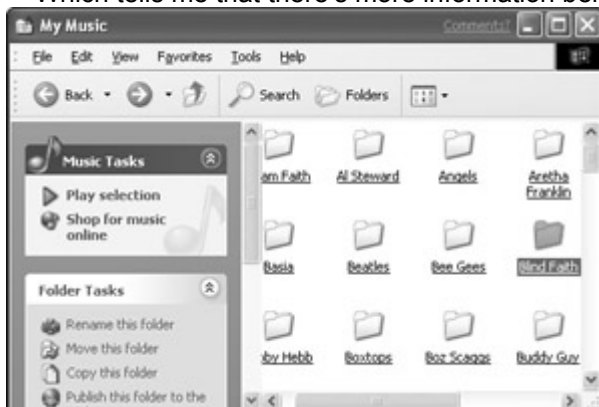 Which tells me that there's more information be
My Music
Comments?
File Edit View Favorites Tools Help
Back Search Folders
Music Tasks
Play selection
Shop for music
online
Folder Tasks
Rename this folder
Move this folder
Copy this folder
Publish this folder to the
am Faith Al Steward Angels Aretha
Franklin
Basia Beatles Bee Gees Blind Faith
by Hebb Boxtops Boz Scaggs Buddy Guy